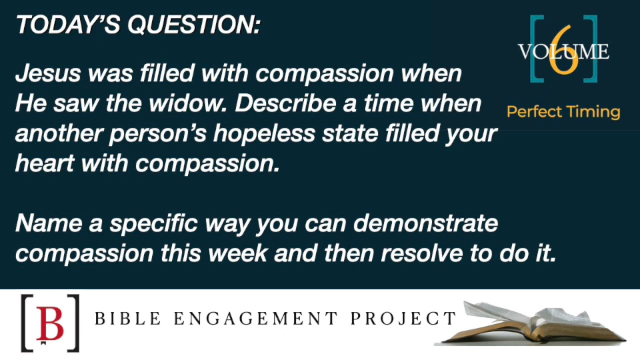 TODAY’S QUESTION:
Jesus was filled with compassion when
He saw the widow. Describe a time when
another person’s hopeless state filled your
heart with compassion.
Name a specific way you can demonstrate
compassion this week and then resolve to do it.
VOLUME
6
Perfect Timing
[B]
BIBLE ENGAGEMENT PROJECT